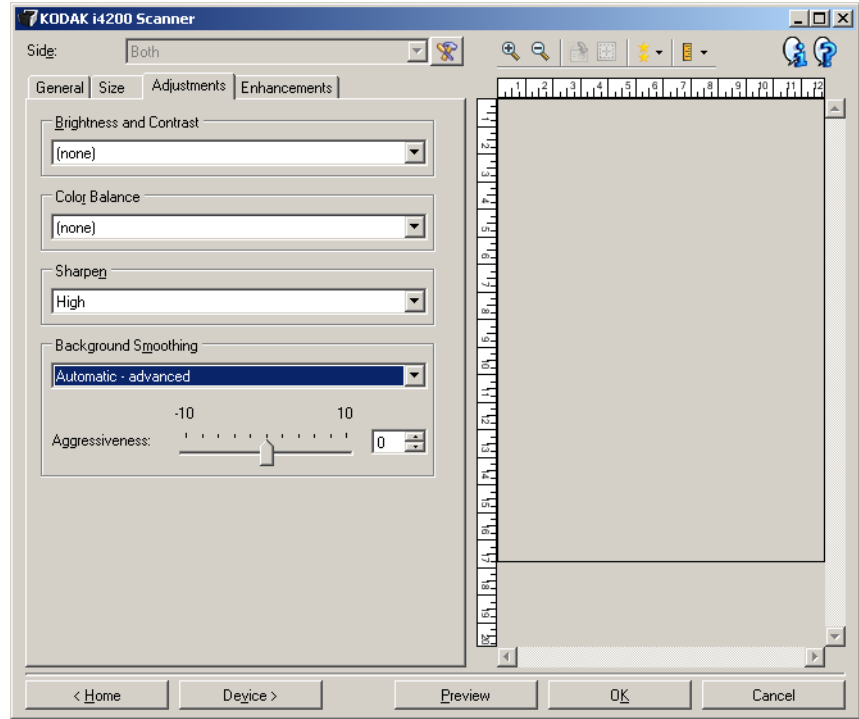 KODAK i4200 Scanner
Side: Both
General Size Adjustments Enhancements
Brightness and Contrast
(none)
Color Balance
(none)
Sharpen
High
Background Smoothing
Automatic - advanced
-10 10
Aggressiveness: 0
1 2 3 4 5 6 7 8 9 10 11 12
1
2
3
4
5
6
7
8
9
10
11
12
13
14
15
16
17
18
19
20
< Home Device > Preview OK Cancel